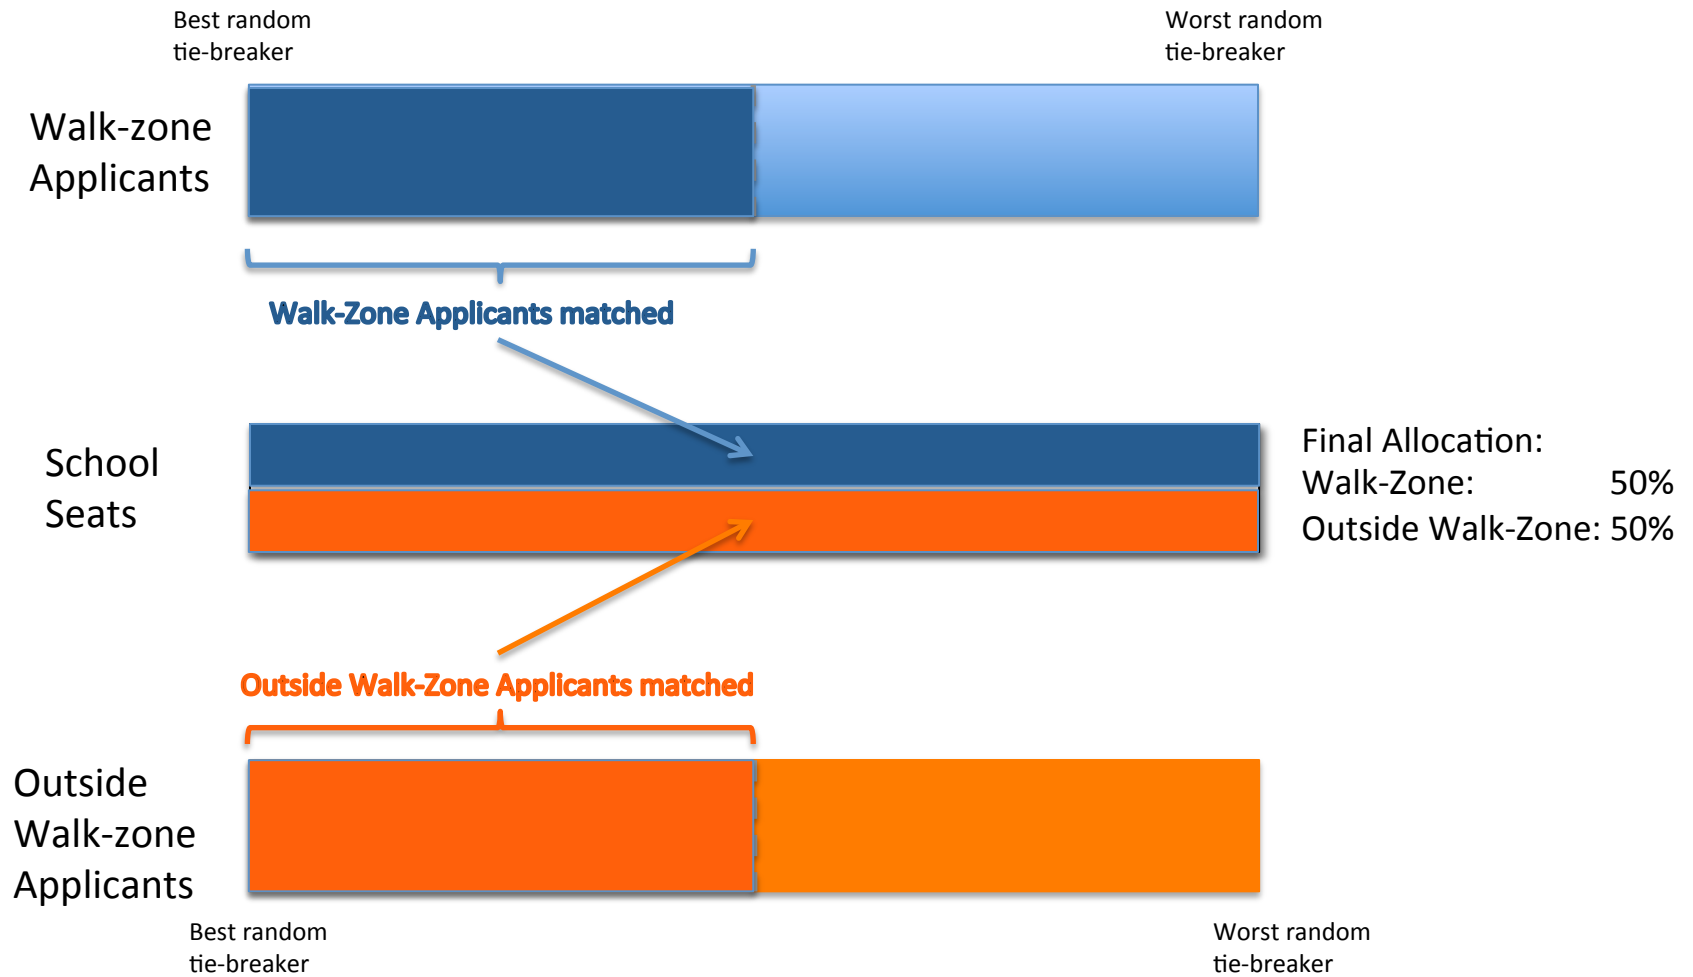 Best random
tie-breaker
Worst random
tie-breaker
Walk-zone
Applicants
Walk-Zone Applicants matched
School
Seats
Final Allocation:
Walk-Zone: 50%
Outside Walk-Zone: 50%
Outside Walk-Zone Applicants matched
Outside
Walk-zone
Applicants
Best random
tie-breaker
Worst random
tie-breaker